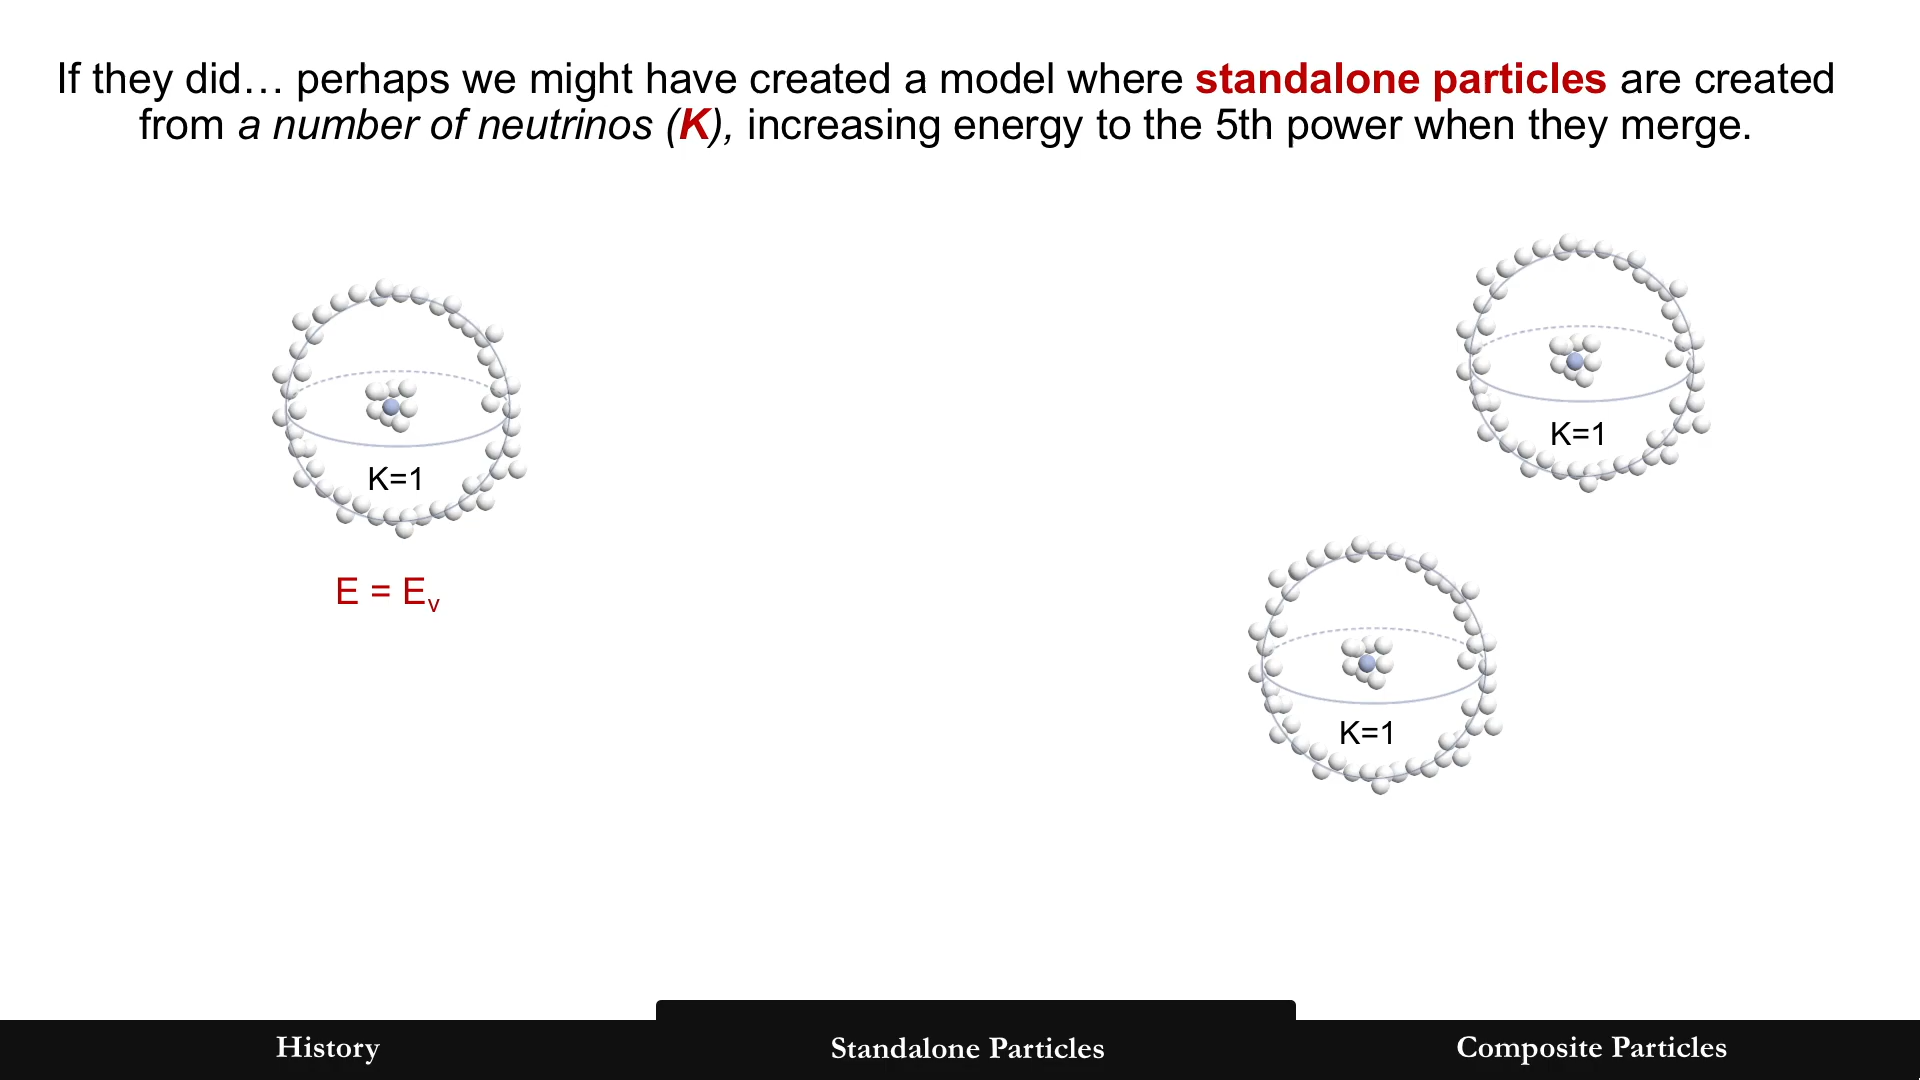 If they did… perhaps we might have created a model where standalone particles are created
from a number of neutrinos (K), increasing energy to the 5th power when they merge.
K=1
K=1
E = Ev
K=1
History
Standalone Particles
Composite Particles